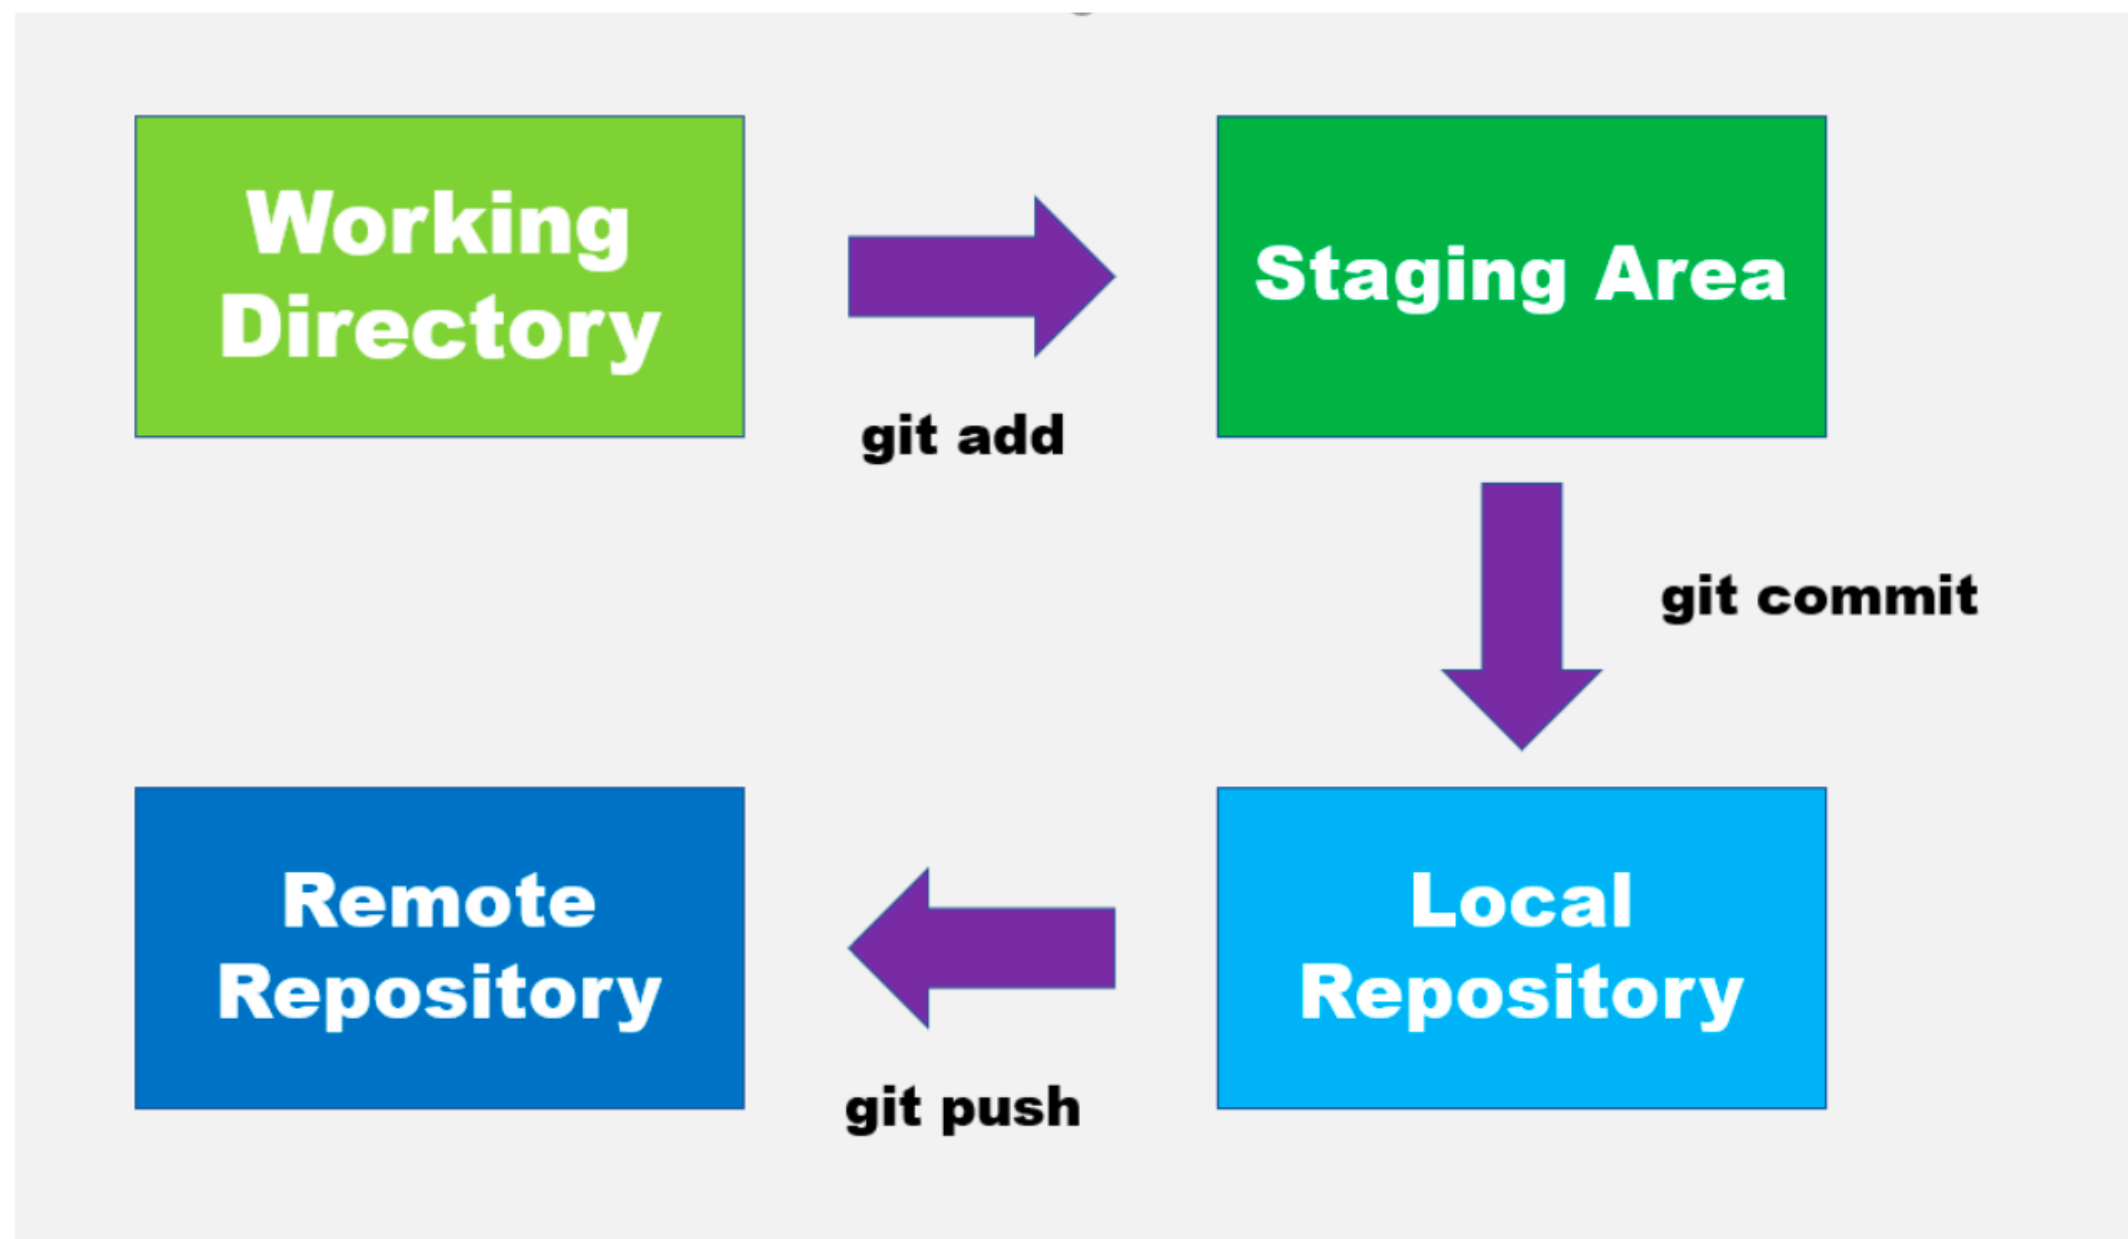 Working
Directory
git add
Staging Area
git commit
Remote
Repository
git push
Local
Repository